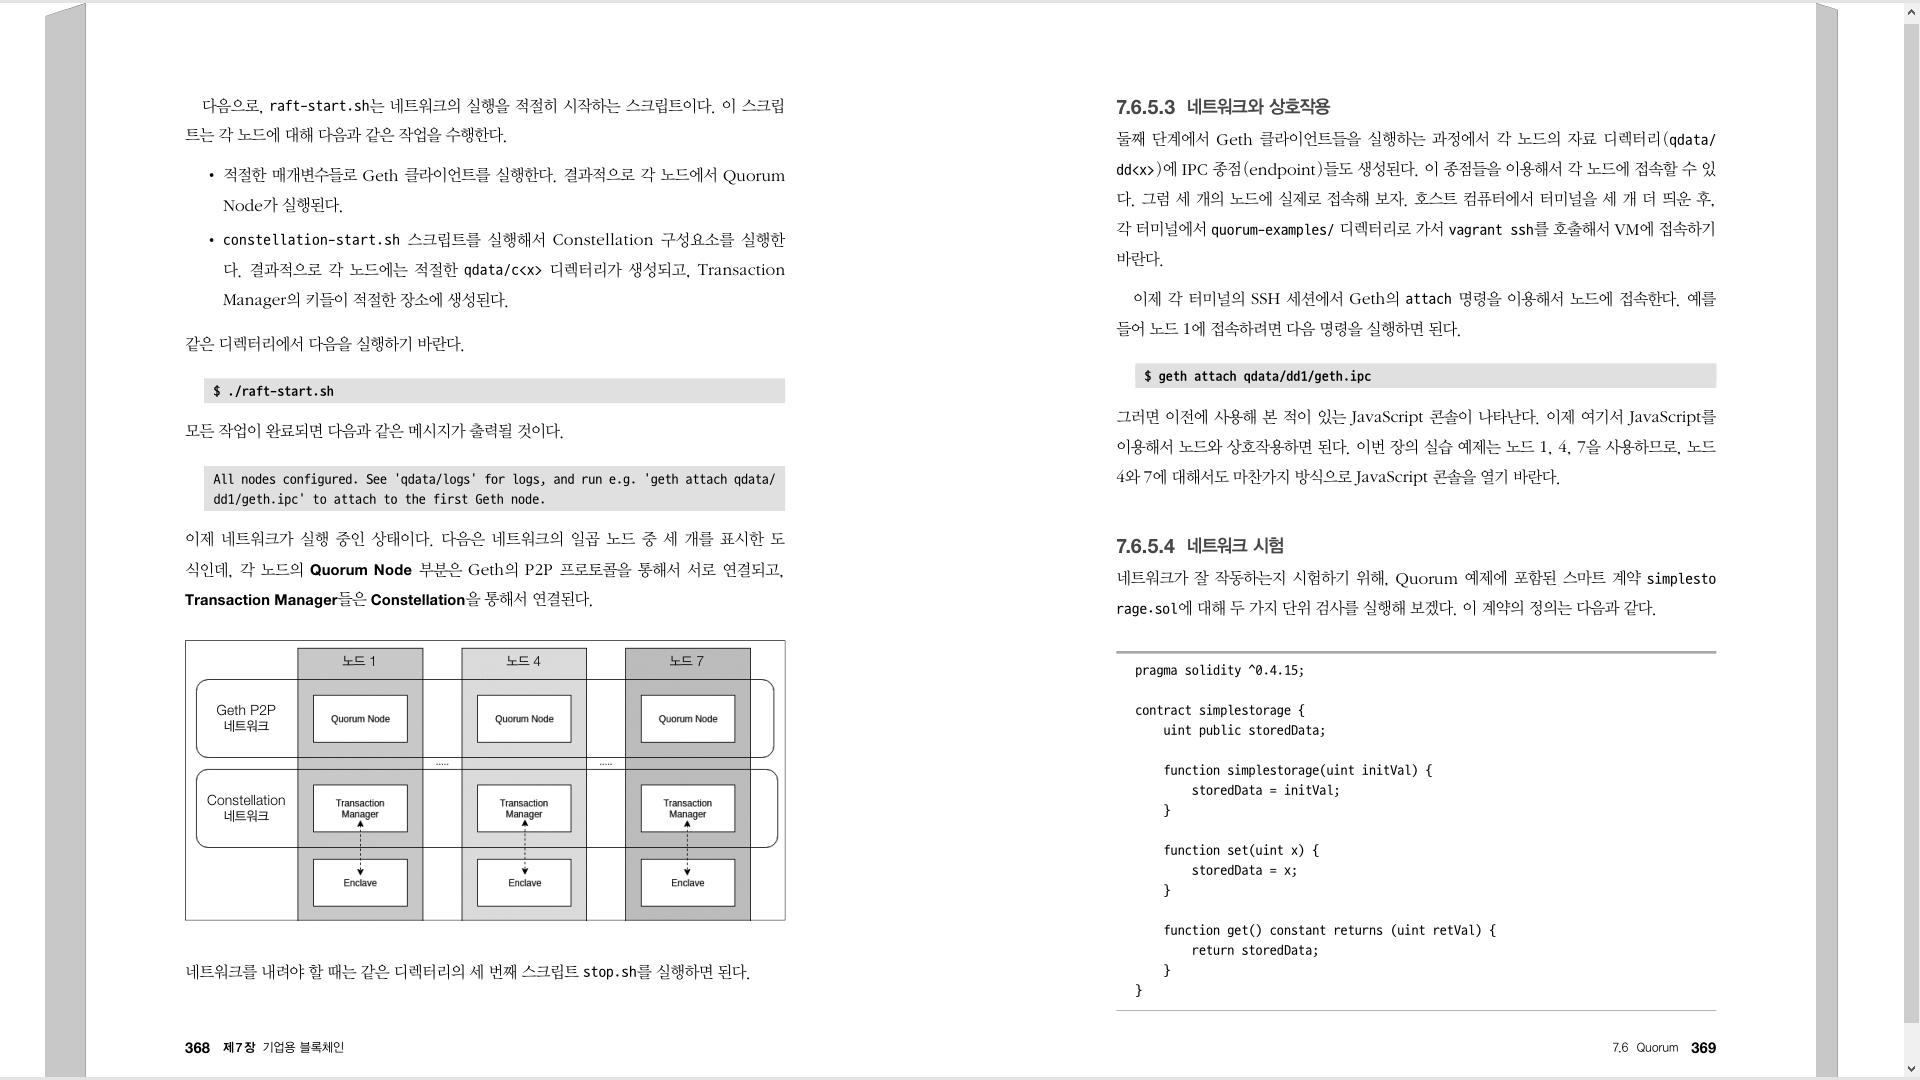 다음으로, raft-start.sh는 네트워크의 실행을 적절히 시작하는 스크립트이다. 이 스크립
트는 각 노드에 대해 다음과 같은 작업을 수행한다.
• 적절한 매개변수들로 Geth 클라이언트를 실행한다. 결과적으로 각 노드에서 Quorum
Node가 실행된다.
• constellation-start.sh 스크립트를 실행해서 Constellation 구성요소를 실행한
다. 결과적으로 각 노드에는 적절한 qdata/c<x> 디렉터리가 생성되고, Transaction
Manager의 키들이 적절한 장소에 생성된다.
같은 디렉터리에서 다음을 실행하기 바란다.
$ ./raft-start.sh
모든 작업이 완료되면 다음과 같은 메시지가 출력될 것이다.
All nodes configured. See 'qdata/logs' for logs, and run e.g. 'geth attach qdata/
dd1/geth.ipc' to attach to the first Geth node.
이제 네트워크가 실행 중인 상태이다. 다음은 네트워크의 일곱 노드 중 세 개를 표시한 도
식인데, 각 노드의 Quorum Node 부분은 Geth의 P2P 프로토콜을 통해서 서로 연결되고,
Transaction Manager들은 Constellation을 통해서 연결된다.
노드 1 노드 4 노드 7
Geth P2P
네트워크
Quorum Node Quorum Node Quorum Node
..... .....
Constellation
네트워크
Transaction Transaction Transaction
Manager Manager Manager
Enclave Enclave Enclave
네트워크를 내려야 할 때는 같은 디렉터리의 세 번째 스크립트 stop.sh를 실행하면 된다.
368 제7장 기업용 블록체인
7.6.5.3 네트워크와 상호작용
둘째 단계에서 Geth 클라이언트들을 실행하는 과정에서 각 노드의 자료 디렉터리(qdata/
dd<x>)에 IPC 종점(endpoint)들도 생성된다. 이 종점들을 이용해서 각 노드에 접속할 수 있
다. 그럼 세 개의 노드에 실제로 접속해 보자. 호스트 컴퓨터에서 터미널을 세 개 더 띄운 후,
각 터미널에서 quorum-examples/ 디렉터리로 가서 vagrant ssh를 호출해서 VM에 접속하기
바란다.
이제 각 터미널의 SSH 세션에서 Geth의 attach 명령을 이용해서 노드에 접속한다. 예를
들어 노드 1에 접속하려면 다음 명령을 실행하면 된다.
$ geth attach qdata/dd1/geth.ipc
그러면 이전에 사용해 본 적이 있는 JavaScript 콘솔이 나타난다. 이제 여기서 JavaScript를
이용해서 노드와 상호작용하면 된다. 이번 장의 실습 예제는 노드 1, 4, 7을 사용하므로, 노드
4와 7에 대해서도 마찬가지 방식으로 JavaScript 콘솔을 열기 바란다.
7.6.5.4 네트워크 시험
네트워크가 잘 작동하는지 시험하기 위해, Quorum 예제에 포함된 스마트 계약 simplesto
rage.sol에 대해 두 가지 단위 검사를 실행해 보겠다. 이 계약의 정의는 다음과 같다.
pragma solidity ^0.4.15;
contract simplestorage {
uint public storedData;
function simplestorage(uint initVal) {
storedData = initVal;
}
function set(uint x) {
storedData = x;
}
function get() constant returns (uint retVal) {
return storedData;
}
}
7.6 Quorum 369